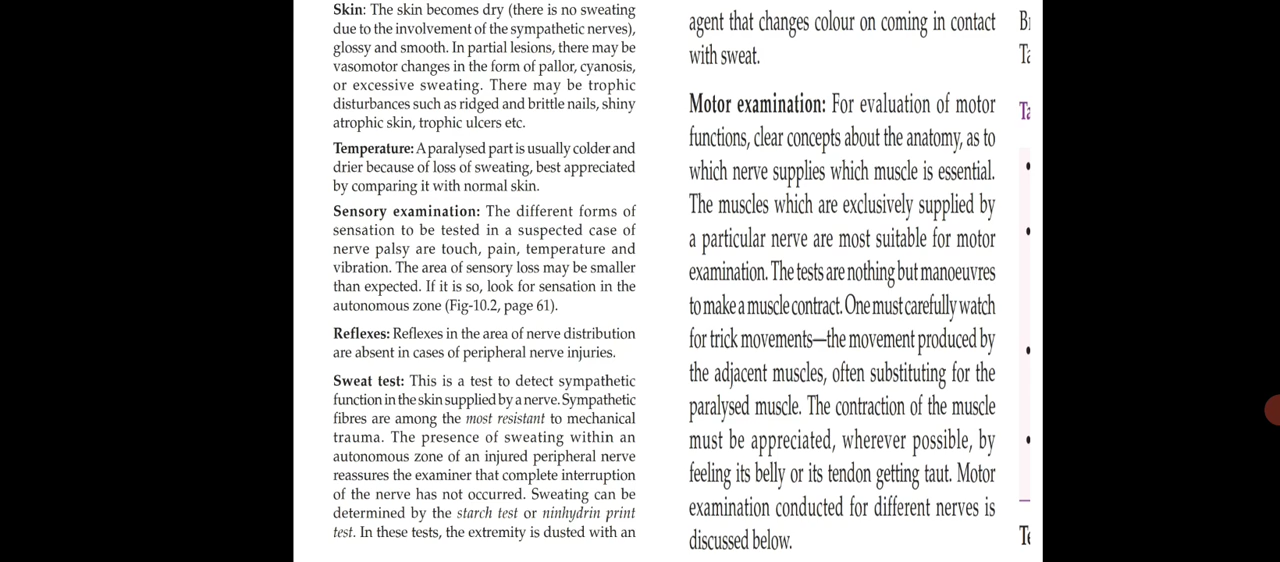 Skin: The skin becomes dry (there is no sweating
due to the involvement of the sympathetic nerves),
glossy and smooth. In partial lesions, there may be
vasomotor changes in the form of pallor, cyanosis,
or excessive sweating. There may be trophic
disturbances such as ridged and brittle nails, shiny
atrophic skin, trophic ulcers etc.
Temperature: A paralysed part is usually colder and
drier because of loss of sweating, best appreciated
by comparing it with normal skin.
Sensory examination: The different forms of
sensation to be tested in a suspected case of
nerve palsy are touch, pain, temperature and
vibration. The area of sensory loss may be smaller
than expected. If it is so, look for sensation in the
autonomous zone (Fig-10.2, page 61).
Reflexes: Reflexes in the area of nerve distribution
are absent in cases of peripheral nerve injuries.
Sweat test: This is a test to detect sympathetic
function in the skin supplied by a nerve. Sympathetic
fibres are among the most resistant to mechanical
trauma. The presence of sweating within an
autonomous zone of an injured peripheral nerve
reassures the examiner that complete interruption
of the nerve has not occurred. Sweating can be
determined by the starch test or ninhydrin print
test. In these tests, the extremity is dusted with an
agent that changes colour on coming in contact
with sweat.
Motor examination: For evaluation of motor
functions, clear concepts about the anatomy, as to
which nerve supplies which muscle is essential.
The muscles which are exclusively supplied by
a particular nerve are most suitable for motor
examination. The tests are nothing but manoeuvres
to make a muscle contract. One must carefully watch
for trick movements—the movement produced by
the adjacent muscles, often substituting for the
paralysed muscle. The contraction of the muscle
must be appreciated, wherever possible, by
feeling its belly or its tendon getting taut. Motor
examination conducted for different nerves is
discussed below.